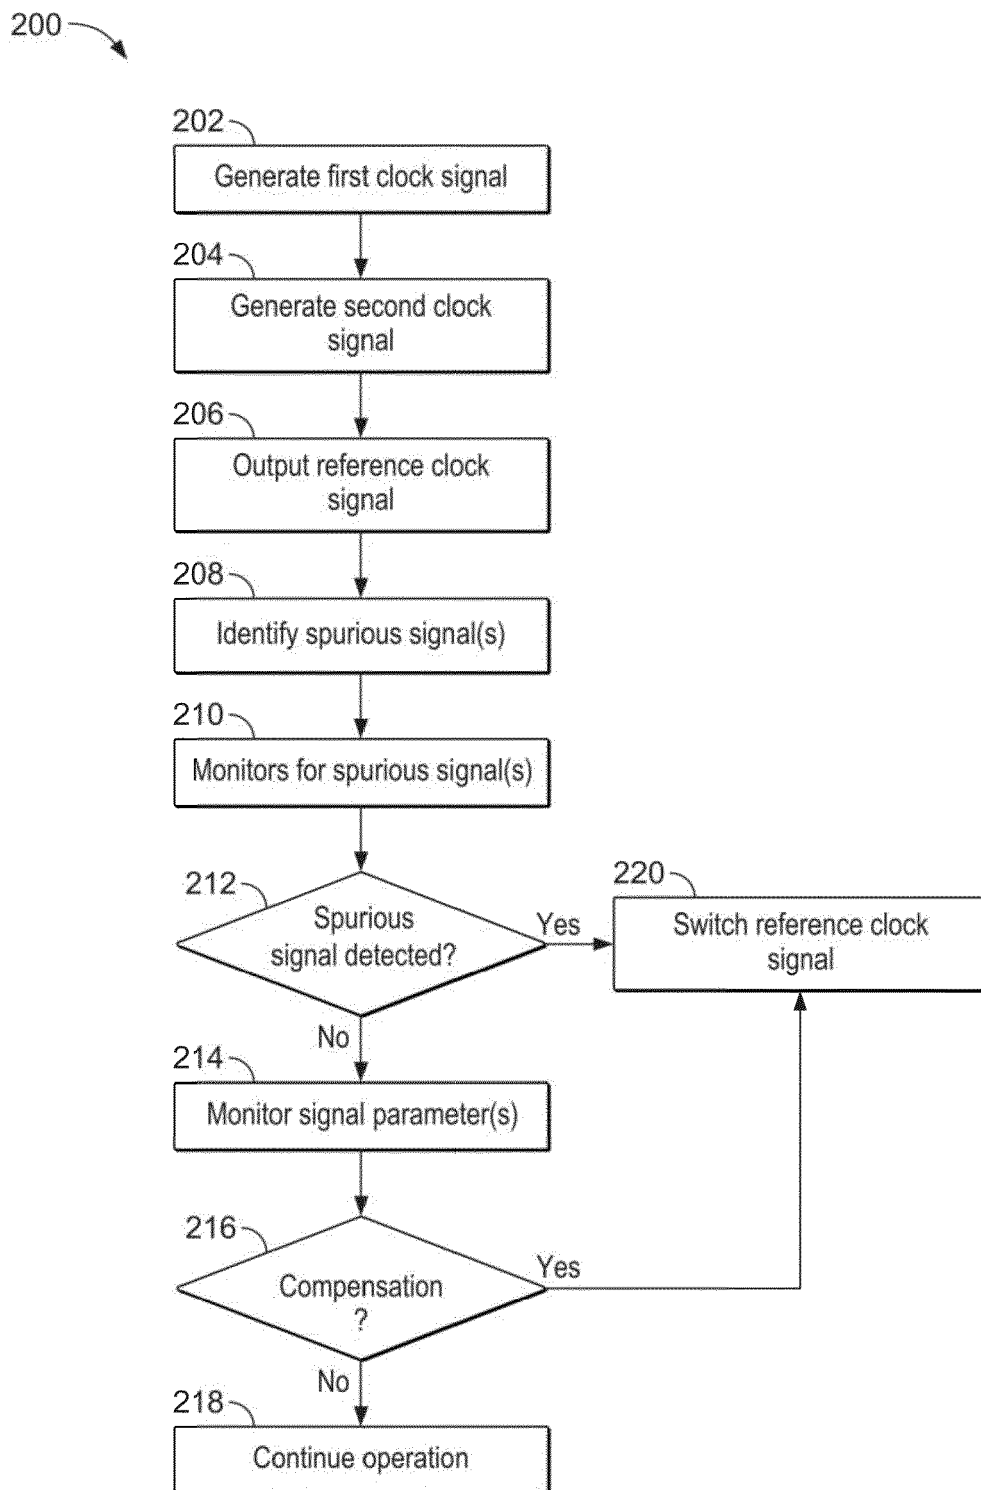 200
202
Generate first clock signal
204
Generate second clock
signal
206
Output reference clock
signal
208
Identify spurious signal(s)
210
Monitors for spurious signal(s)
212
Spurious
signal detected?
Yes
220
Switch reference clock
signal
No
214
Monitor signal parameter(s)
216
Compensation
?
Yes
No
218
Continue operation